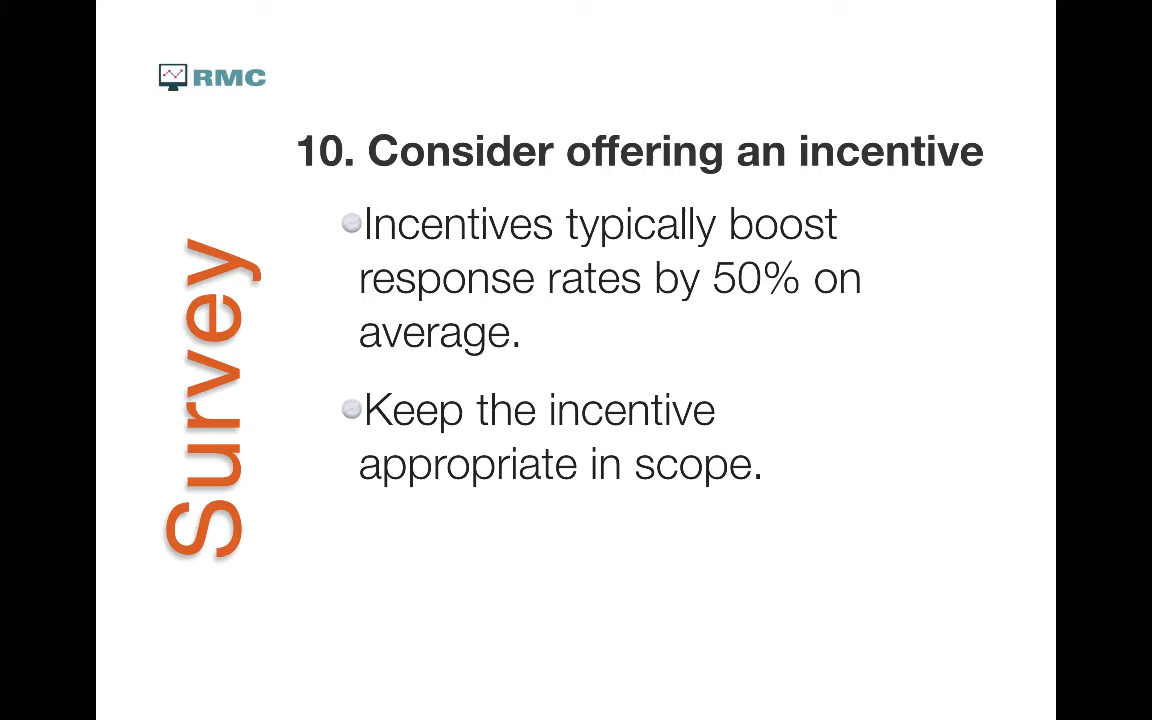 RMC
10. Consider offering an incentive
Incentives typically boost
response rates by 50% on
average.
Keep the incentive
appropriate in scope.
Survey